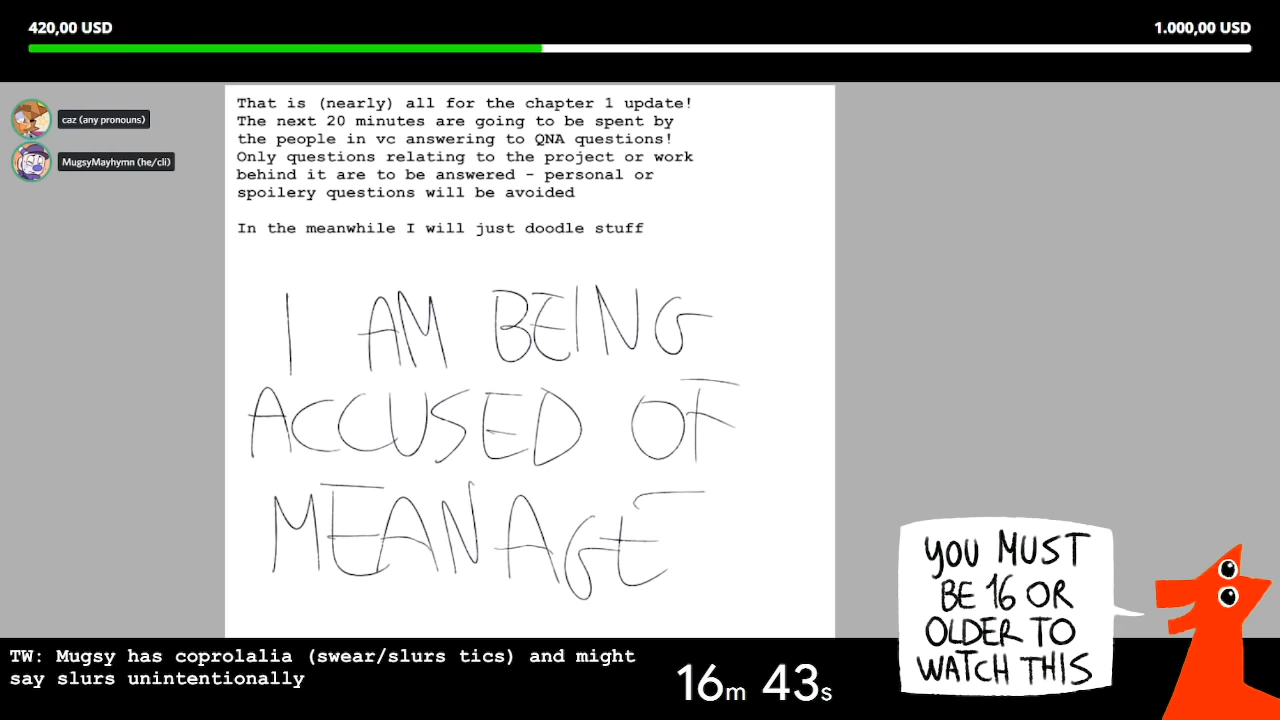 420,00 USD
1.000,00 USD
caz (any pronouns)
MugsyMayhymn (he/cli)
That is (nearly) all for the chapter 1 update!
The next 20 minutes are going to be spent by
the people in vc answering to QNA questions!
Only questions relating to the project or work
behind it are to be answered - personal or
spoilery questions will be avoided
In the meanwhile I will just doodle stuff
I AM BEING
ACCUSED OF
MEANAGE
YOU MUST
BE 16 OR
OLDER TO
WATCH THIS
TW: Mugsy has coprolalia (swear/slurs tics) and might
say slurs unintentionally
16m 43s